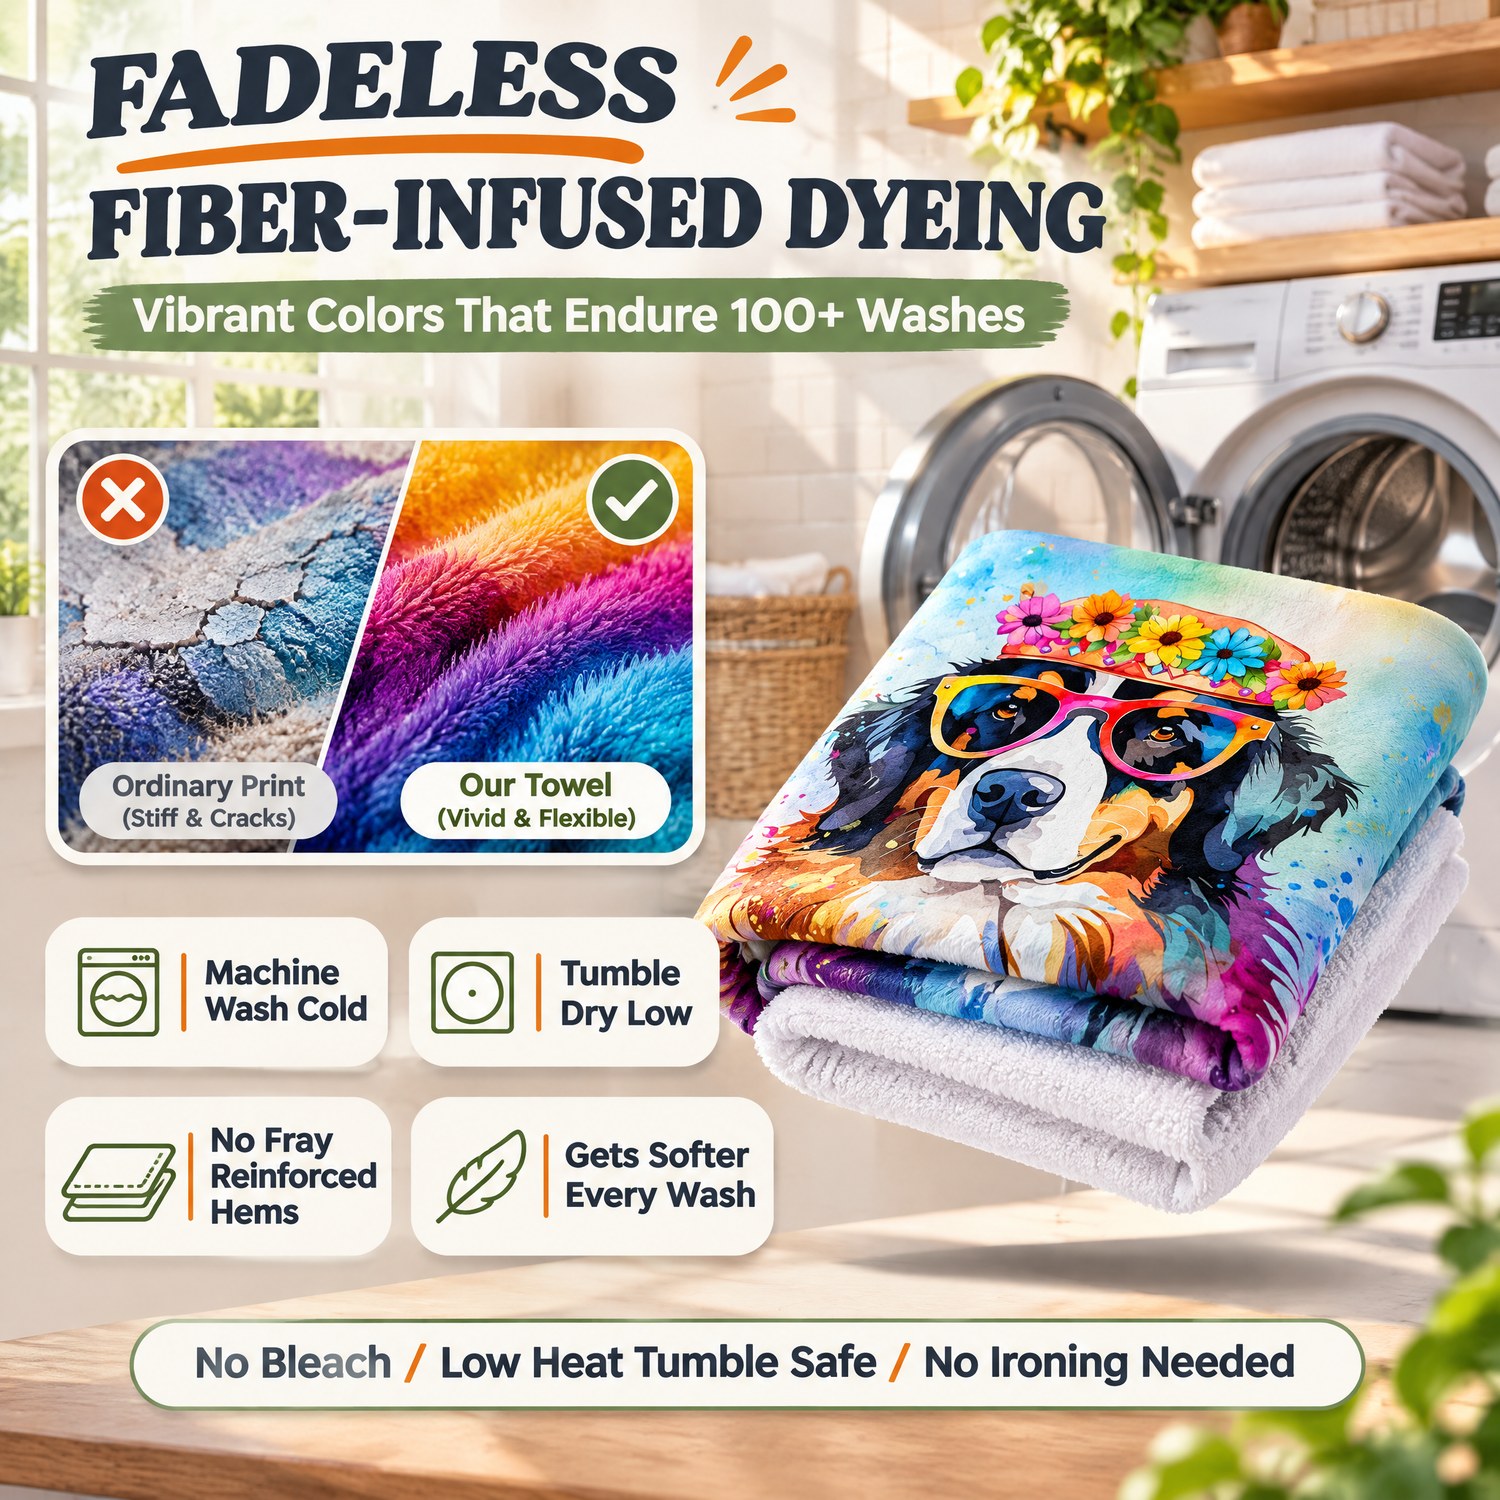 FADELESS
FIBER-INFUSED DYEING
Vibrant Colors That Endure 100+ Washes
Ordinary Print
(Stiff & Cracks)
Our Towel
(Vivid & Flexible)
Machine
Wash Cold
Tumble
Dry Low
No Fray
Reinforced
Hems
Gets Softer
Every Wash
No Bleach / Low Heat Tumble Safe / No Ironing Needed